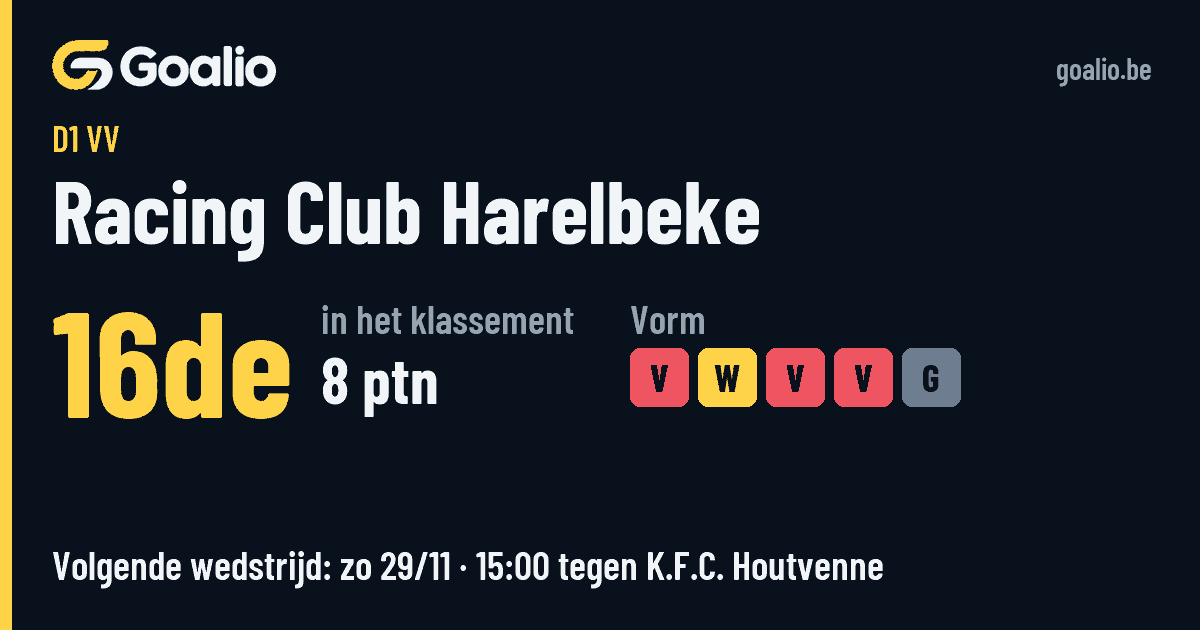 Goalio
goalio.be
D1 VV
Racing Club Harelbeke
16de
in het klassement
8 ptn
Vorm
V W V V G
Volgende wedstrijd: zo 29/11 · 15:00 tegen K.F.C. Houtvenne